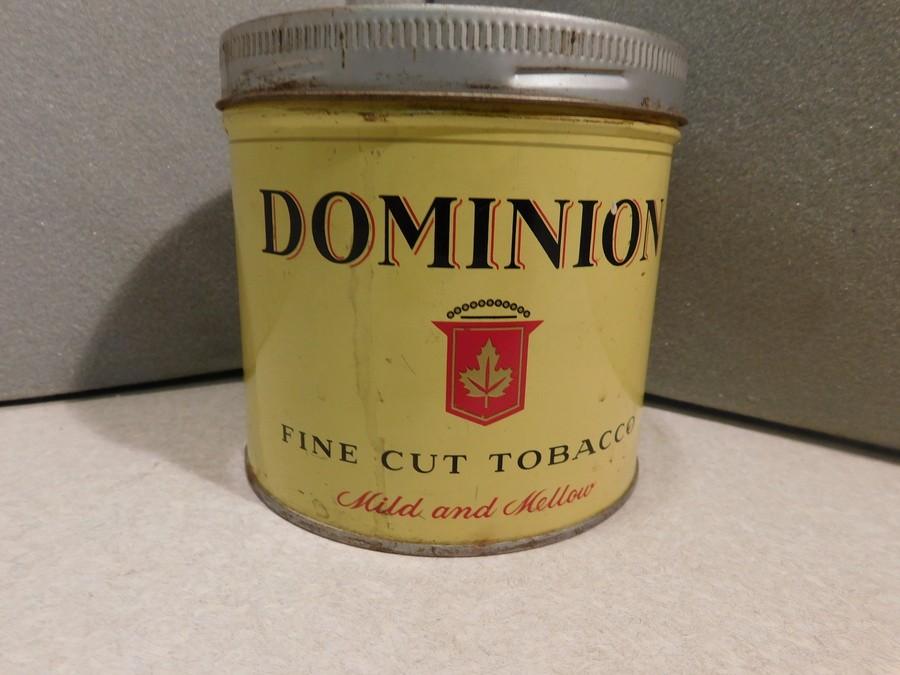 DOMINION
FINE CUT TOBACCO
Mild and Mellow